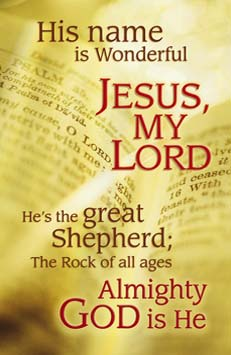 His name
is Wonderful
JESUS,
MY
LORD
He's the great
Shepherd;
The Rock of all ages
Almighty
GOD is He